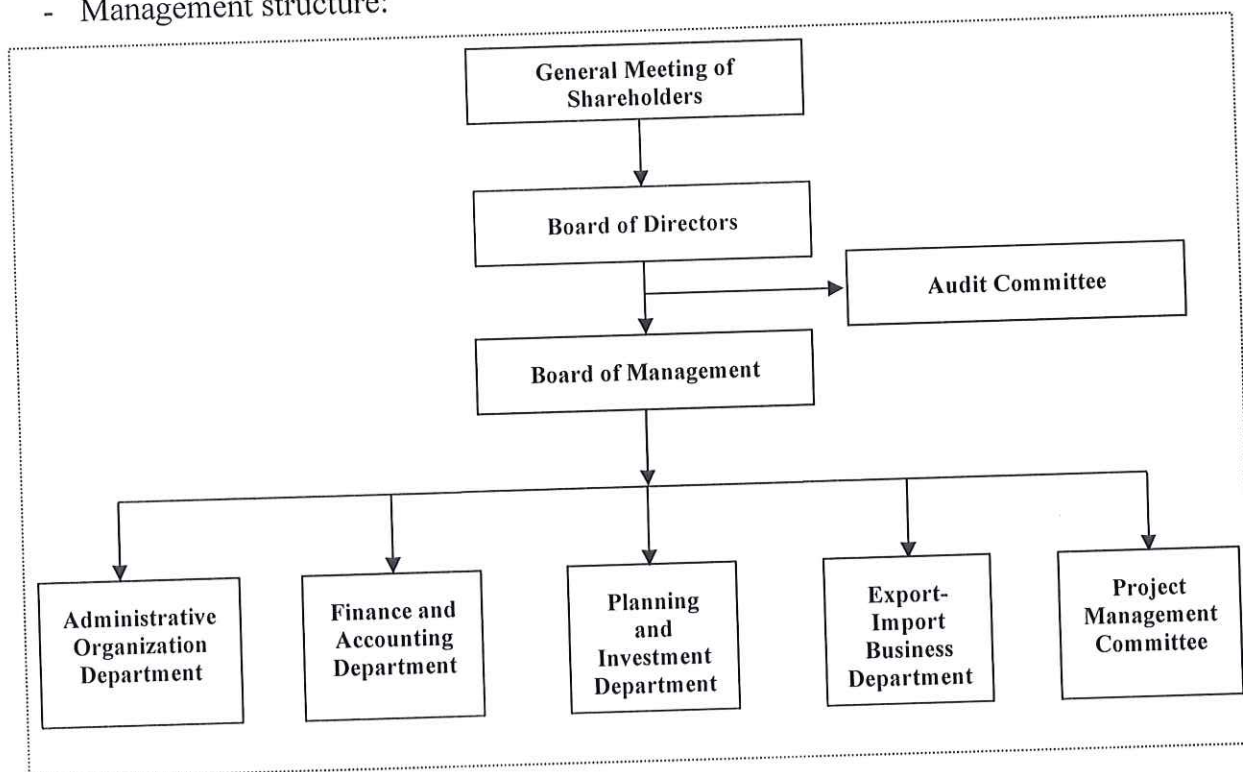 - Management structure:
General Meeting of
Shareholders
Board of Directors
Audit Committee
Board of Management
Administrative
Organization
Department
Finance and
Accounting
Department
Planning
and
Investment
Department
Export-
Import
Business
Department
Project
Management
Committee